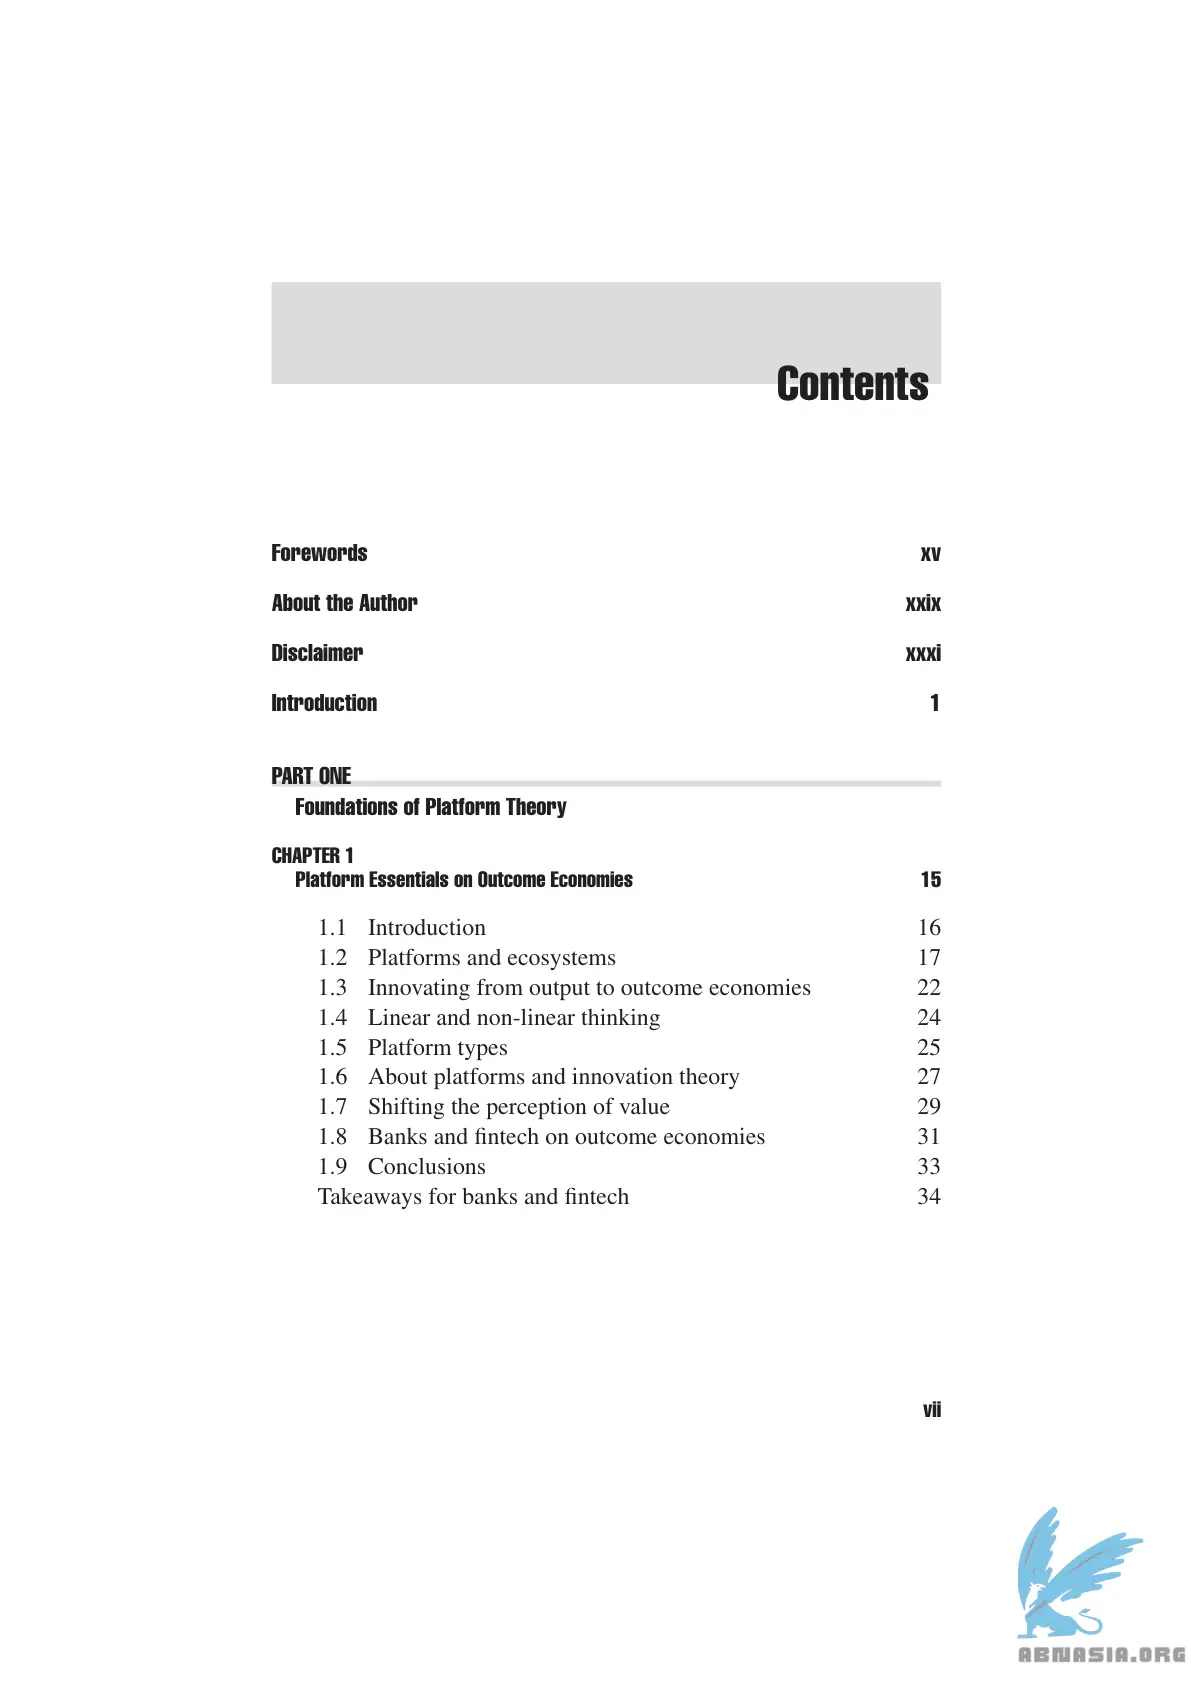 Contents
Forewords xv
About the Author xxix
Disclaimer xxxi
Introduction 1
PART ONE
Foundations of Platform Theory
CHAPTER 1
Platform Essentials on Outcome Economies 15
1.1 Introduction 16
1.2 Platforms and ecosystems 17
1.3 Innovating from output to outcome economies 22
1.4 Linear and non-linear thinking 24
1.5 Platform types 25
1.6 About platforms and innovation theory 27
1.7 Shifting the perception of value 29
1.8 Banks and fintech on outcome economies 31
1.9 Conclusions 33
Takeaways for banks and fintech 34
vii
ABNASIA.ORG